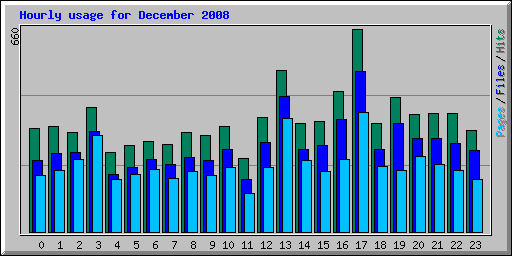 Hourly usage for December 2008
660
Pages / Files / Hits
0 1 2 3 4 5 6 7 8 9 10 11 12 13 14 15 16 17 18 19 20 21 22 23